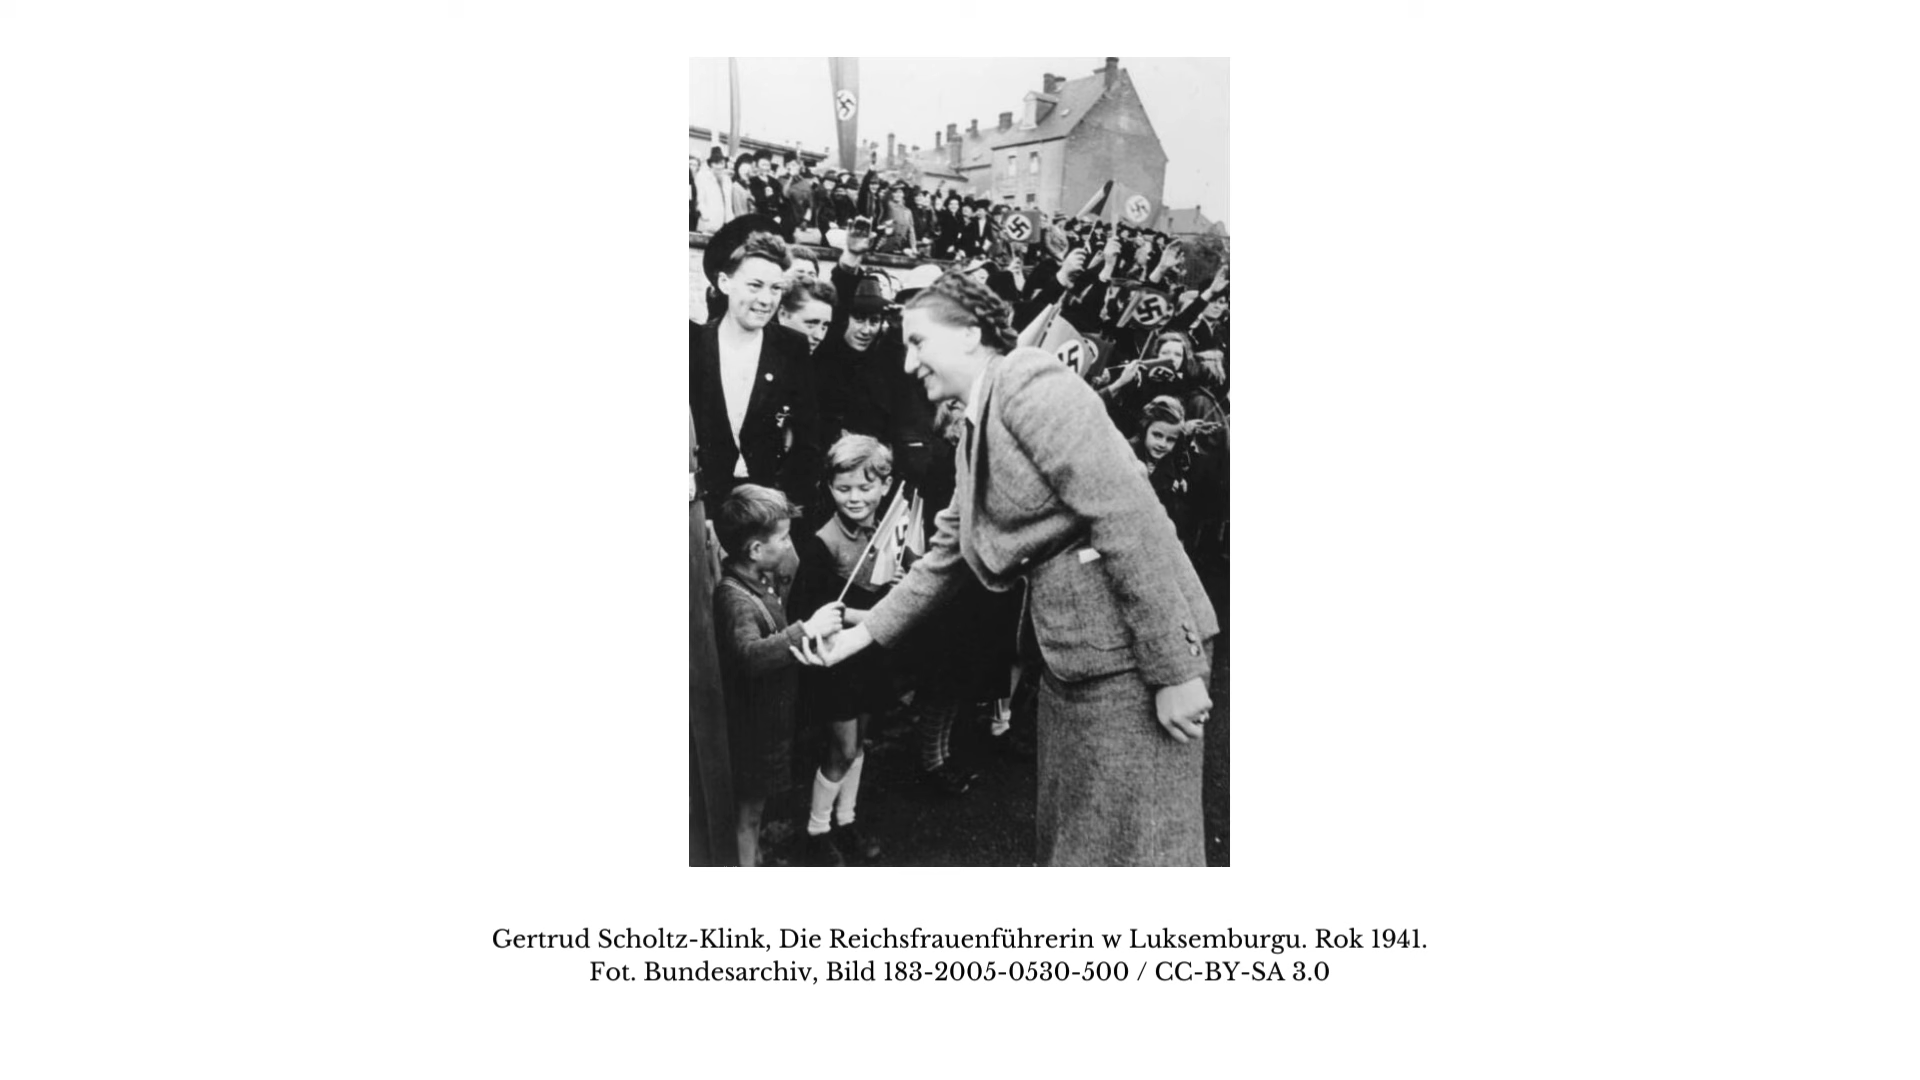 Gertrud Scholtz-Klink, Die Reichsfrauenführerin w Luksemburgu. Rok 1941.
Fot. Bundesarchiv, Bild 183-2005-0530-500 / CC-BY-SA 3.0